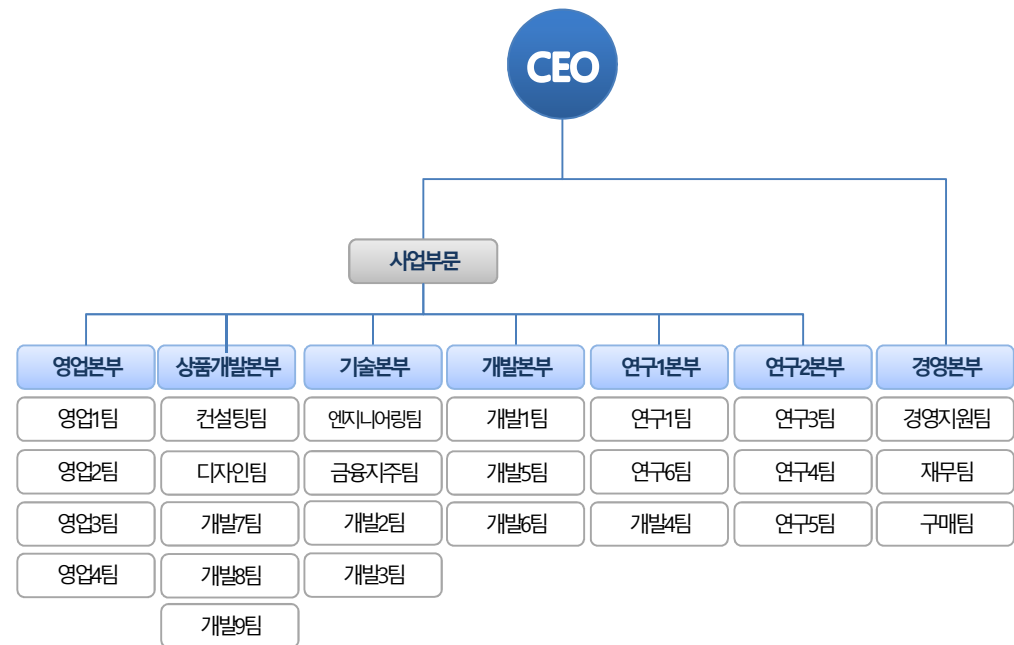 CEO
사업부문
영업본부 상품개발본부 기술본부 개발본부 연구1본부 연구2본부 경영본부
영업1팀 컨설팅팀 엔지니어링팀 개발1팀 연구1팀 연구3팀 경영지원팀
영업2팀 디자인팀 금융지주팀 개발5팀 연구6팀 연구4팀 재무팀
영업3팀 개발7팀 개발2팀 개발6팀 개발4팀 연구5팀 구매팀
영업4팀 개발8팀 개발3팀
개발9팀